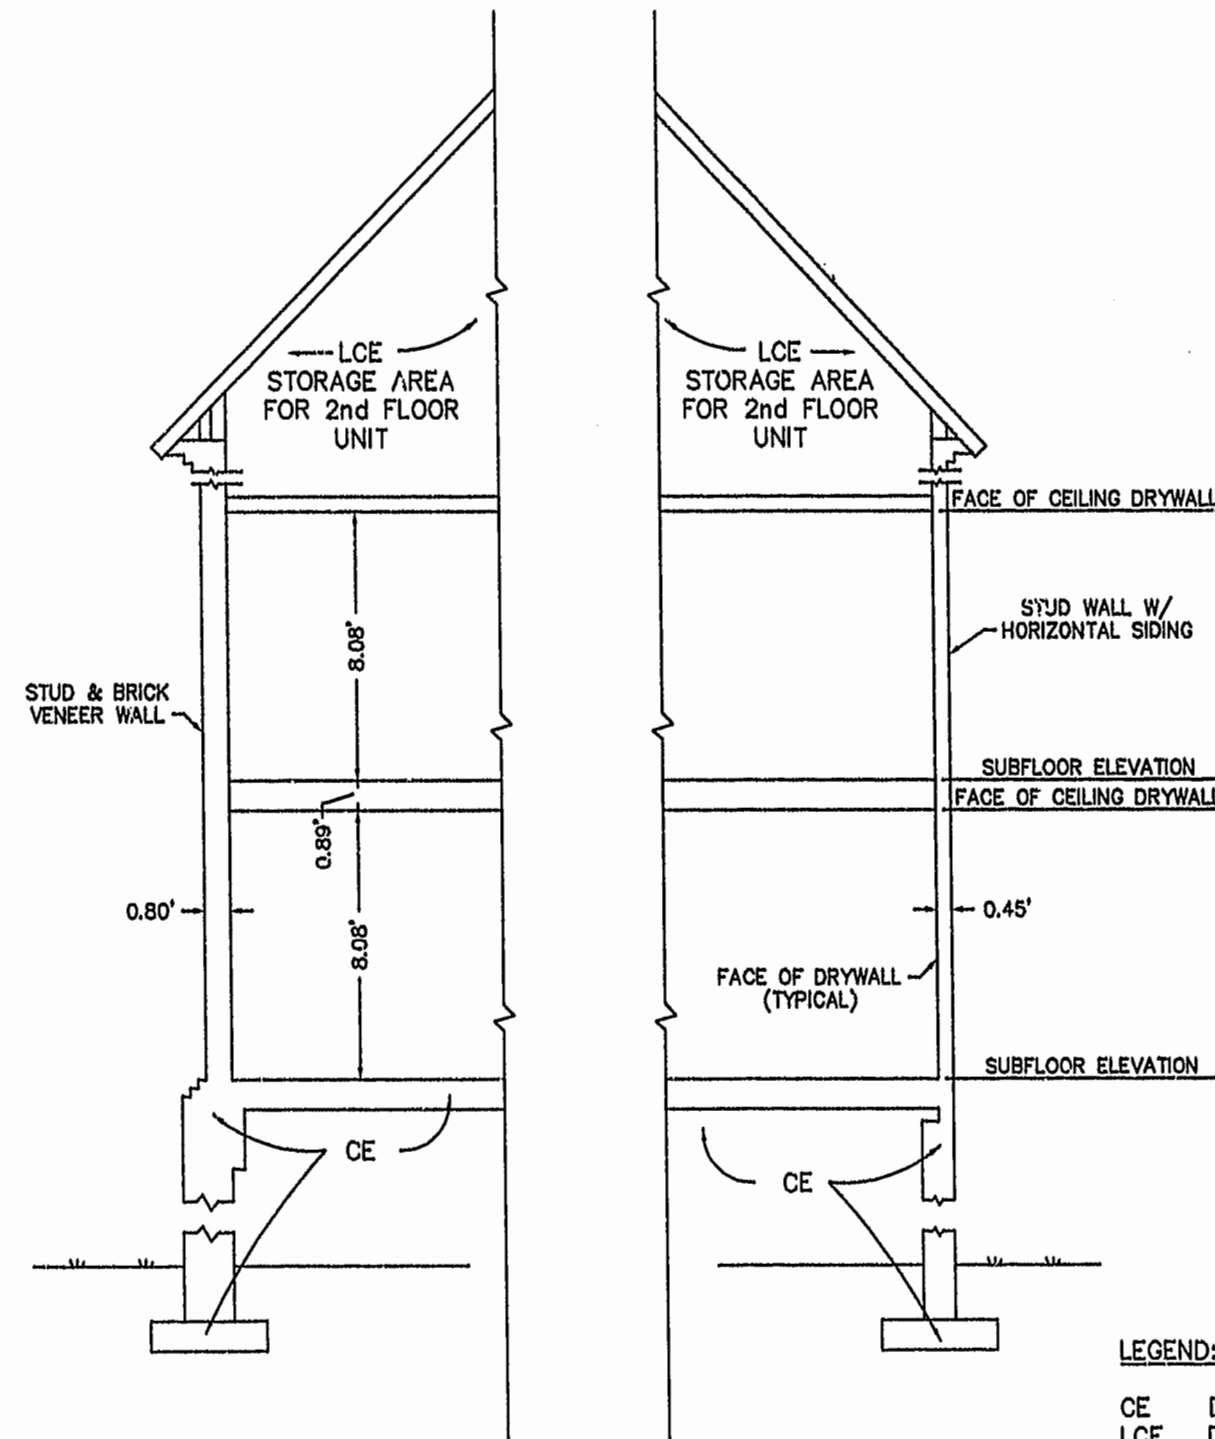 LCE
STORAGE AREA
FOR 2nd FLOOR
UNIT
LCE
STORAGE AREA
FOR 2nd FLOOR
UNIT
FACE OF CEILING DRYWALL
8.08'
STUD WALL W/
HORIZONTAL SIDING
STUD & BRICK
VENEER WALL
SUBFLOOR ELEVATION
FACE OF CEILING DRYWALL
0.89'
0.80'
8.08'
0.45'
FACE OF DRYWALL
(TYPICAL)
SUBFLOOR ELEVATION
CE
CE
LEGEND:
CE
LCE